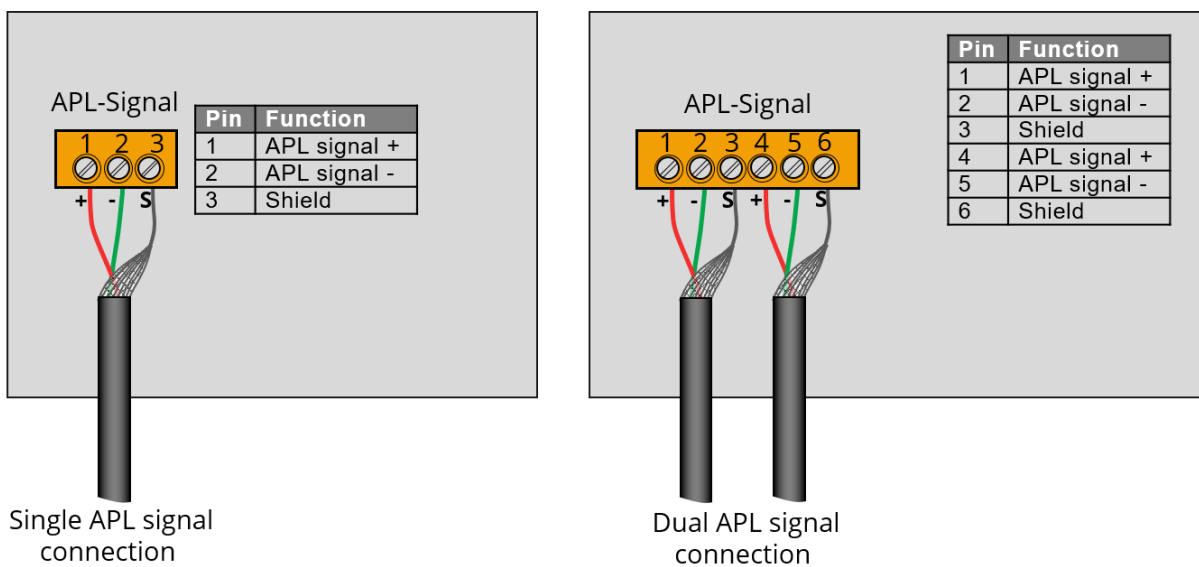 APL-Signal
1 2 3
+ - S
Pin Function
1 APL signal +
2 APL signal -
3 Shield
Single APL signal
connection
APL-Signal
1 2 3 4 5 6
+ - S + - S
Pin Function
1 APL signal +
2 APL signal -
3 Shield
4 APL signal +
5 APL signal -
6 Shield
Dual APL signal
connection